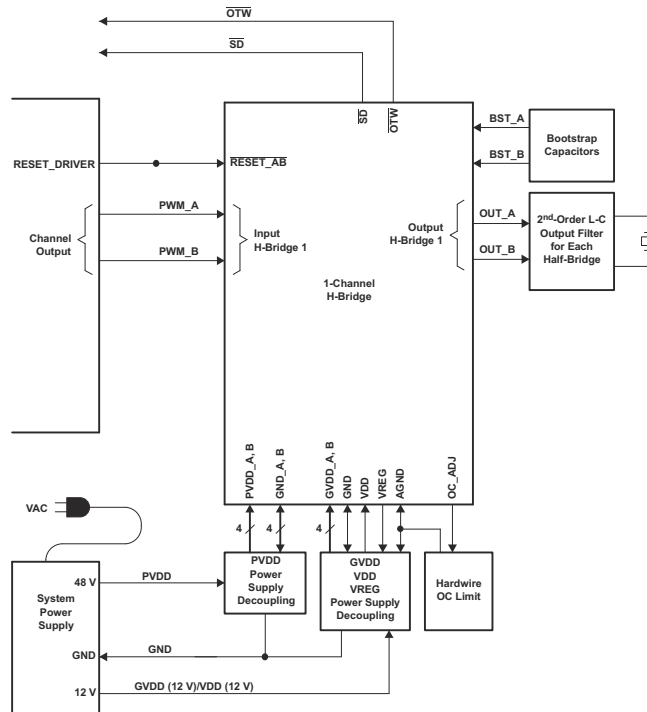 OTW
SD
SD
OTW
BST_A
BST_B
Bootstrap
Capacitors
RESET_DRIVER
RESET_AB
PWM_A
PWM_B
Channel
Output
Input
H-Bridge 1
Output
H-Bridge 1
OUT_A
OUT_B
2nd-Order L-C
Output Filter
for Each
Half-Bridge
1-Channel
H-Bridge
PVDD_A, B
GND_A, B
GVDD_A, B
GND
VDD
VREG
AGND
OC_ADJ
VAC
4
4
4
PVDD
Power
Supply
Decoupling
GVDD
VDD
VREG
Power Supply
Decoupling
Hardwire
OC Limit
System
Power
Supply
48 V
PVDD
GND
GND
12 V
GVDD (12 V)/VDD (12 V)